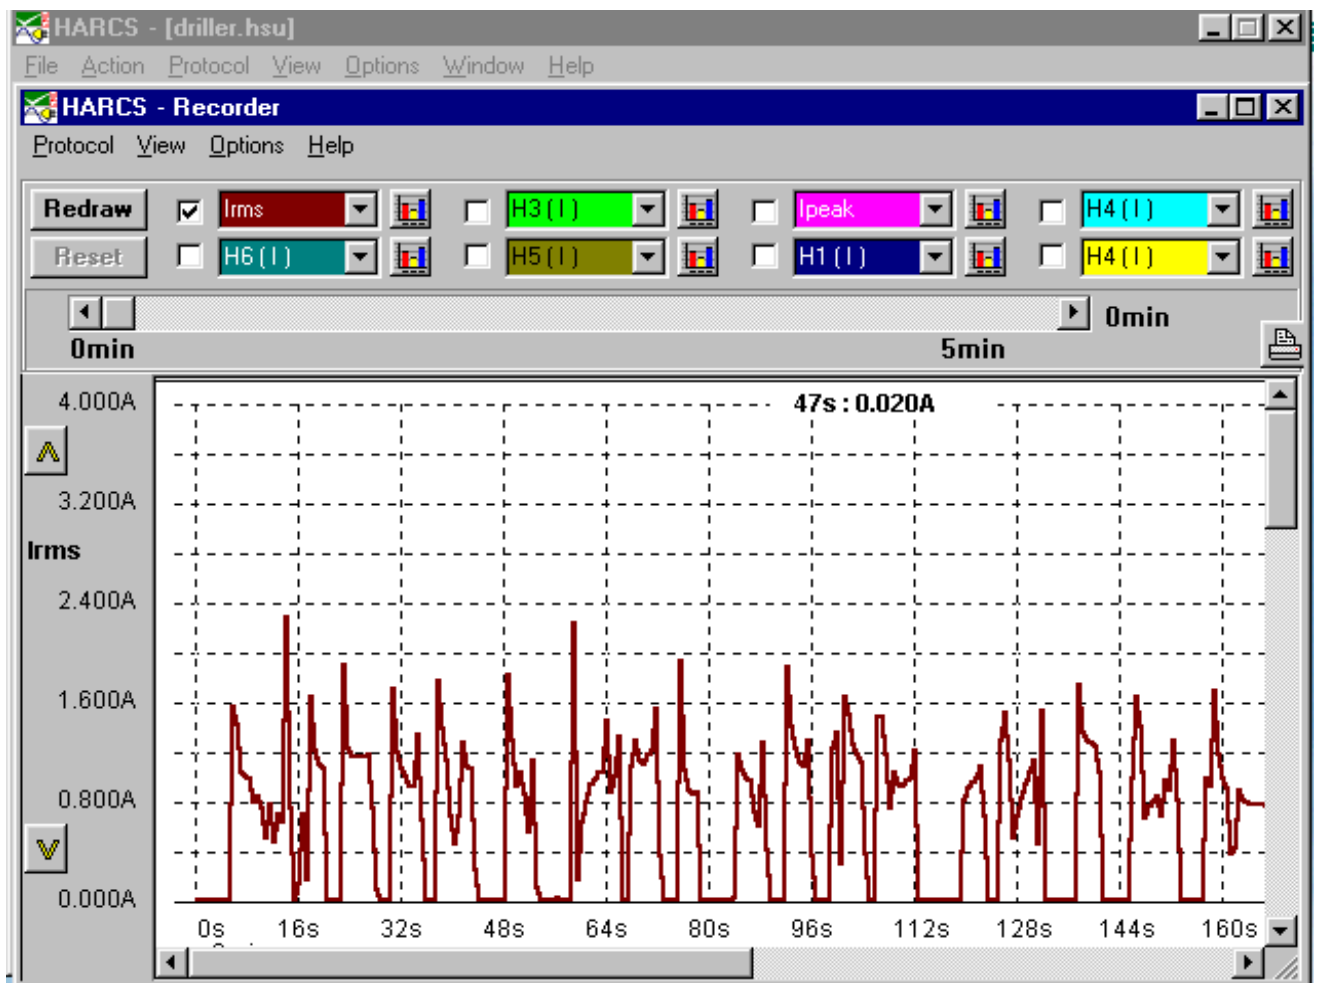 HARCS - [driller.hsu]
File Action Protocol View Options Window Help
HARCS - Recorder
Protocol View Options Help
Redraw Irms H3 ( I ) Ipeak H4 ( I )
Reset H6 ( I ) H5 ( I ) H1 ( I ) H4 ( I )
0min
0min 5min
4.000A
47s : 0.020A
3.200A
Irms
2.400A
1.600A
0.800A
0.000A
0s 16s 32s 48s 64s 80s 96s 112s 128s 144s 160s